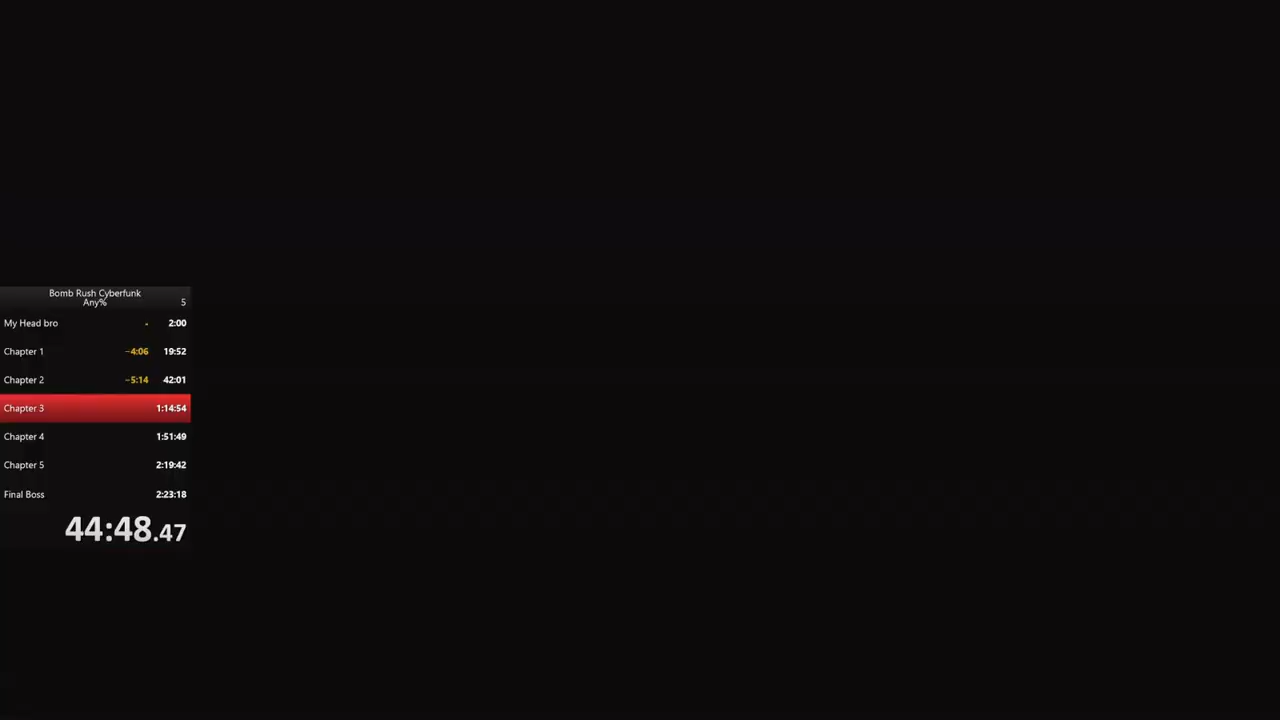 Bomb Rush Cyberfunk
Any% 5
My Head bro - 2:00
Chapter 1 −4:06 19:52
Chapter 2 −5:14 42:01
Chapter 3 1:14:54
Chapter 4 1:51:49
Chapter 5 2:19:42
Final Boss 2:23:18
44:48.47